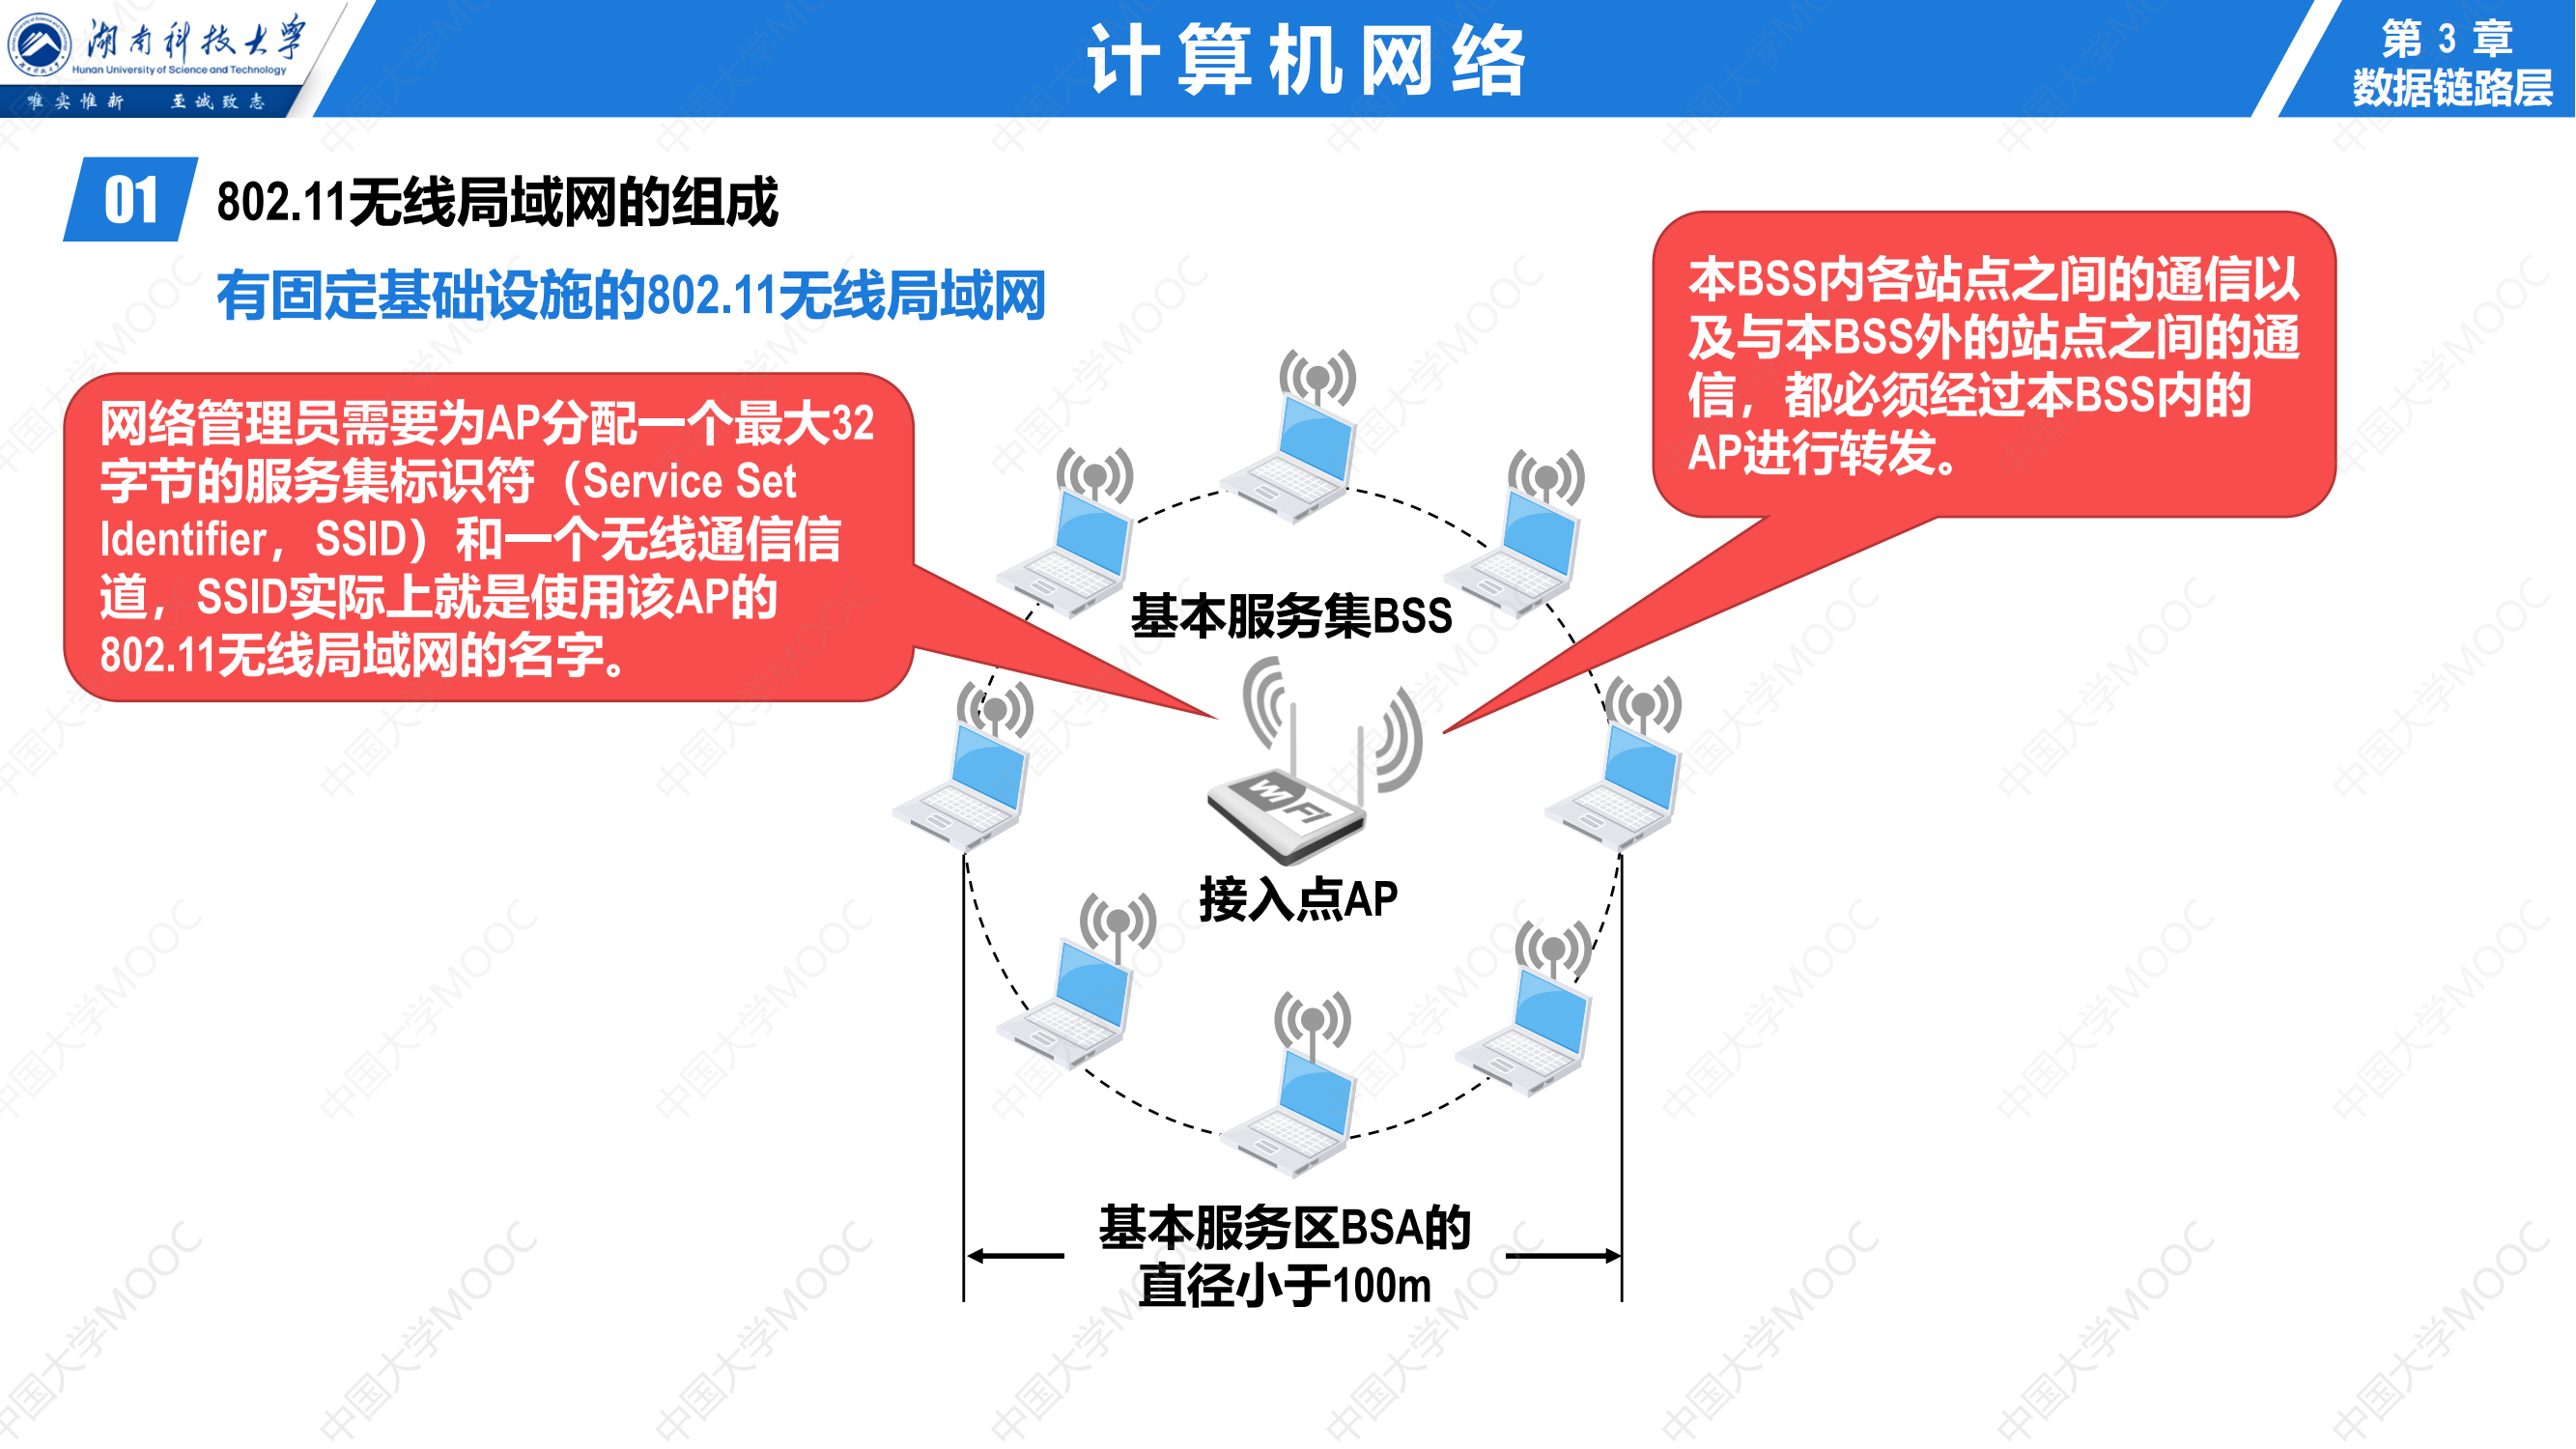 湖南科技大学
Hunan University of Science and Technology
唯实惟新 至诚致志
计算机网络
第 3 章
数据链路层
01
802.11无线局域网的组成
有固定基础设施的802.11无线局域网
网络管理员需要为AP分配一个最大32
字节的服务集标识符（Service Set
Identifier，SSID）和一个无线通信信
道，SSID实际上就是使用该AP的
802.11无线局域网的名字。
本BSS内各站点之间的通信以
及与本BSS外的站点之间的通
信，都必须经过本BSS内的
AP进行转发。
基本服务集BSS
WiFi
接入点AP
基本服务区BSA的
直径小于100m
中国大学MOOC